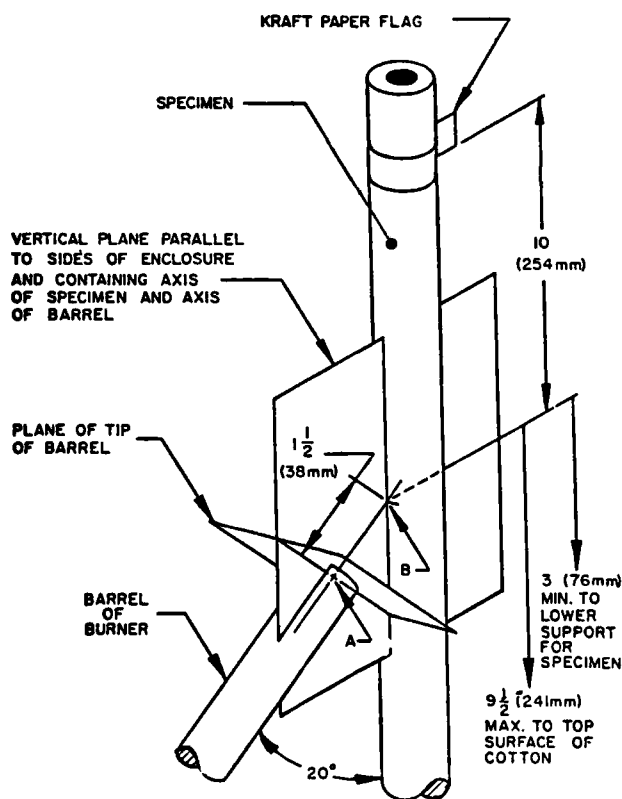 KRAFT PAPER FLAG
SPECIMEN
VERTICAL PLANE PARALLEL
TO SIDES OF ENCLOSURE
AND CONTAINING AXIS
OF SPECIMEN AND AXIS
OF BARREL
10
(254mm)
PLANE OF TIP
OF BARREL
1 1/2
(38mm)
B
BARREL
OF
BURNER
A
3 (76mm)
MIN. TO
LOWER
SUPPORT
FOR
SPECIMEN
9 1/2" (241mm)
MAX. TO TOP
SURFACE OF
COTTON
20°